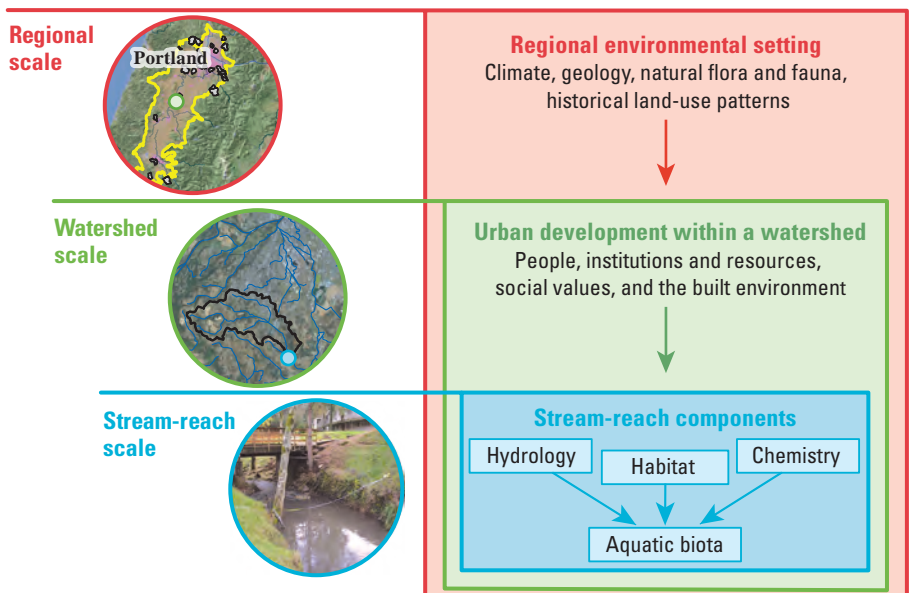 Regional
scale
Portland
Regional environmental setting
Climate, geology, natural flora and fauna,
historical land-use patterns
Watershed
scale
Urban development within a watershed
People, institutions and resources,
social values, and the built environment
Stream-reach
scale
Stream-reach components
Hydrology
Habitat
Chemistry
Aquatic biota